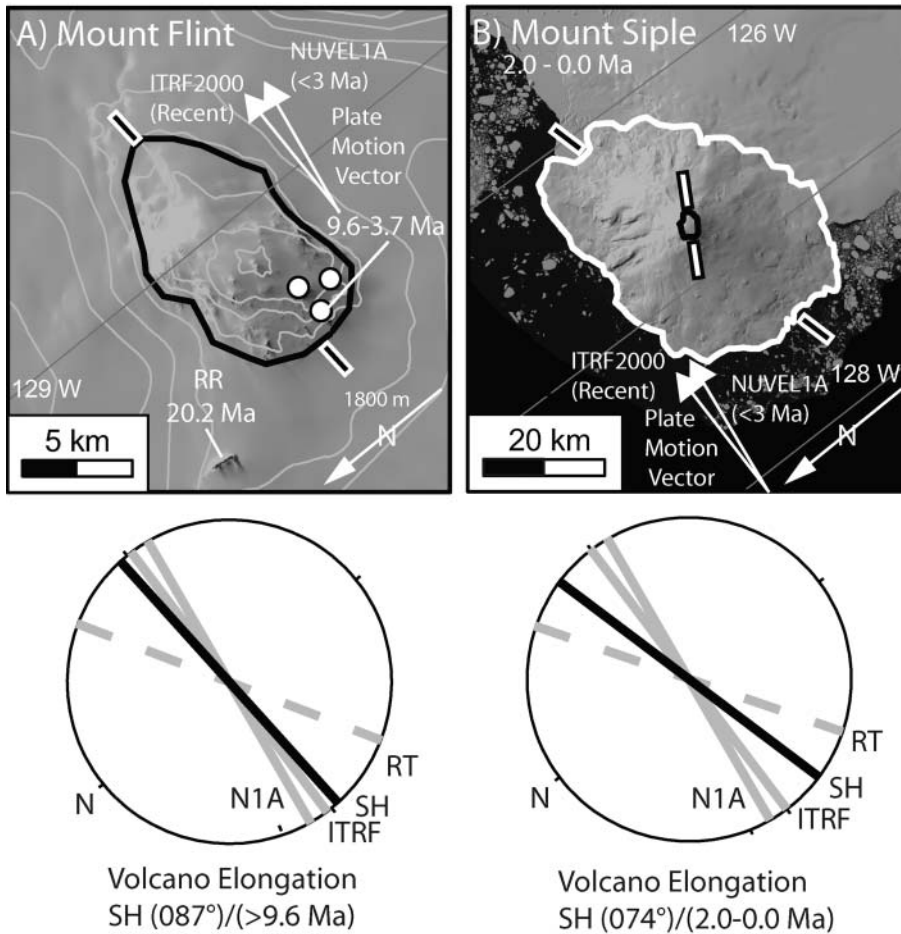 A) Mount Flint
NUVEL1A
(<3 Ma)
ITRF2000
(Recent)
Plate
Motion
Vector
9.6-3.7 Ma
129 W
RR
20.2 Ma
1800 m
5 km
N
B) Mount Siple
2.0 - 0.0 Ma
126 W
ITRF2000
(Recent)
NUVEL1A
(<3 Ma)
128 W
Plate
Motion
Vector
20 km
N
RT
SH
ITRF
N1A
N
Volcano Elongation
SH (087°)/(>9.6 Ma)
RT
SH
ITRF
N1A
N
Volcano Elongation
SH (074°)/(2.0-0.0 Ma)